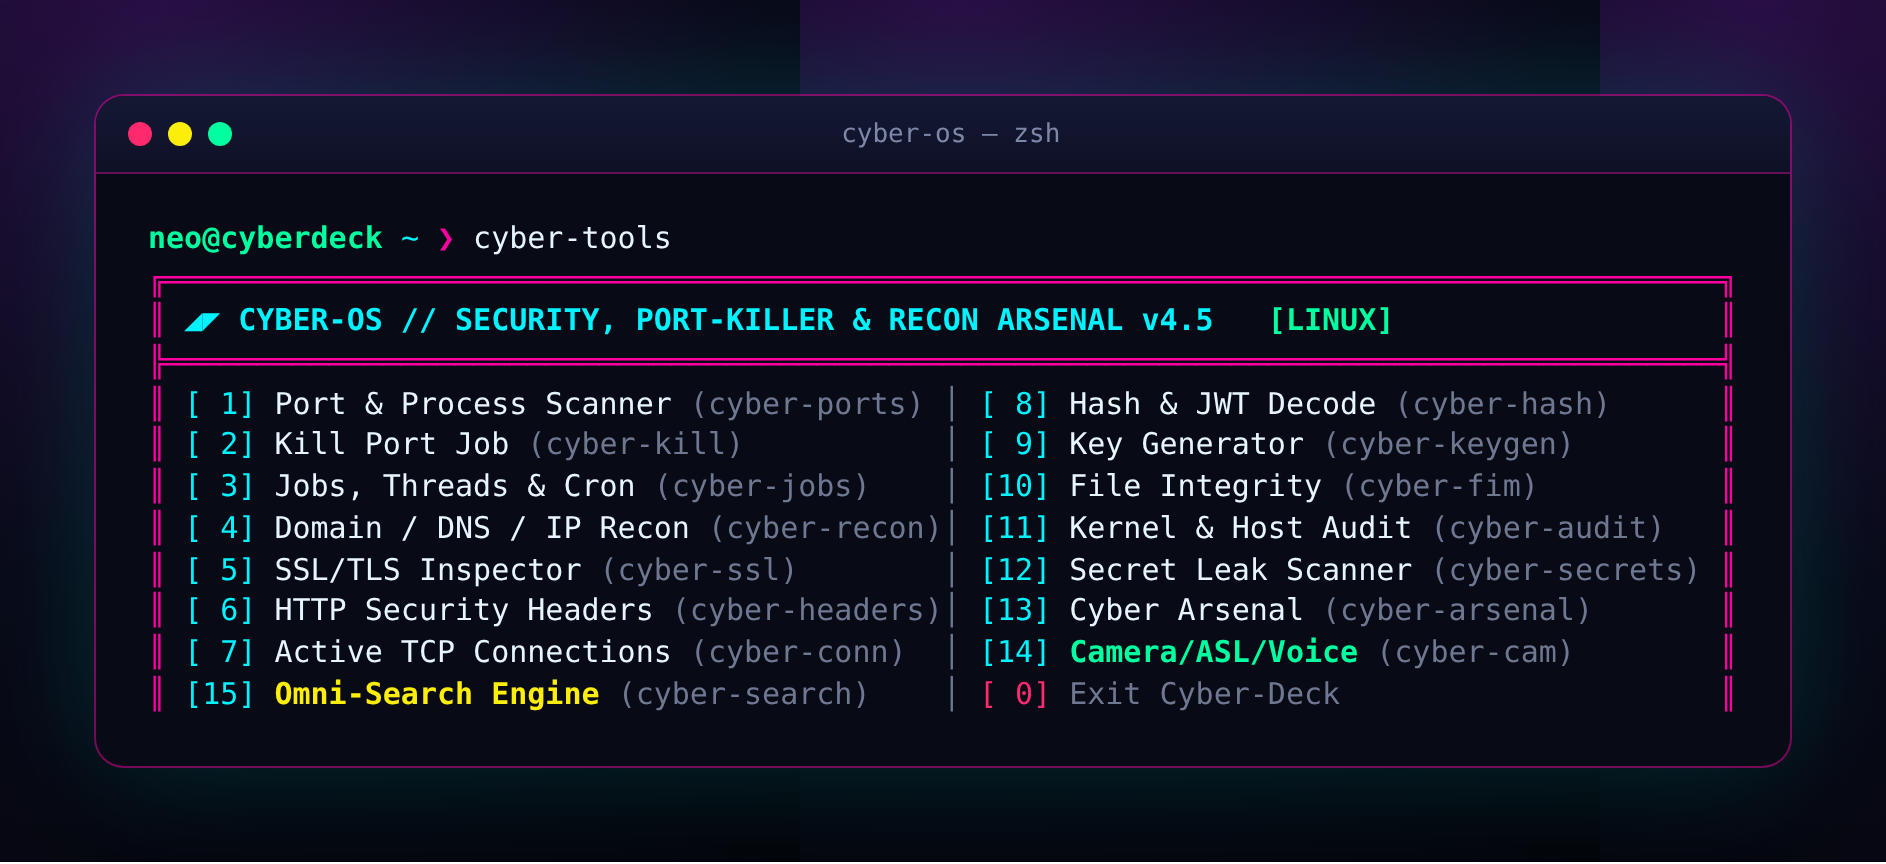 cyber-os — zsh
neo@cyberdeck ~ ❯ cyber-tools
◢◤ CYBER-OS // SECURITY, PORT-KILLER & RECON ARSENAL v4.5 [LINUX]
[ 1] Port & Process Scanner (cyber-ports) │ [ 8] Hash & JWT Decode (cyber-hash)
[ 2] Kill Port Job (cyber-kill) │ [ 9] Key Generator (cyber-keygen)
[ 3] Jobs, Threads & Cron (cyber-jobs) │ [10] File Integrity (cyber-fim)
[ 4] Domain / DNS / IP Recon (cyber-recon)│ [11] Kernel & Host Audit (cyber-audit)
[ 5] SSL/TLS Inspector (cyber-ssl) │ [12] Secret Leak Scanner (cyber-secrets)
[ 6] HTTP Security Headers (cyber-headers)│ [13] Cyber Arsenal (cyber-arsenal)
[ 7] Active TCP Connections (cyber-conn) │ [14] Camera/ASL/Voice (cyber-cam)
[15] Omni-Search Engine (cyber-search) │ [ 0] Exit Cyber-Deck